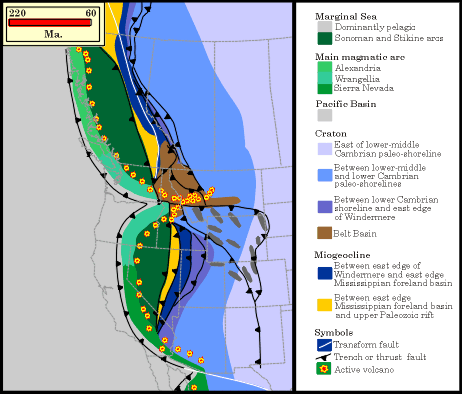 220 60
Ma.
Marginal Sea
Dominantly pelagic
Sonoman and Stikine arcs
Main magmatic arc
Alexandria
Wrangellia
Sierra Nevada
Pacific Basin
Craton
East of lower-middle
Cambrian paleo-shoreline
Between lower-middle
and lower Cambrian
paleo-shorelines
Between lower Cambrian
shoreline and east edge
of Windermere
Belt Basin
Miogeocline
Between east edge of
Windermere and east edge
Mississippian foreland basin
Between east edge
Mississippian foreland basin
and upper Paleozoic rift
Symbols
Transform fault
Trench or thrust fault
Active volcano